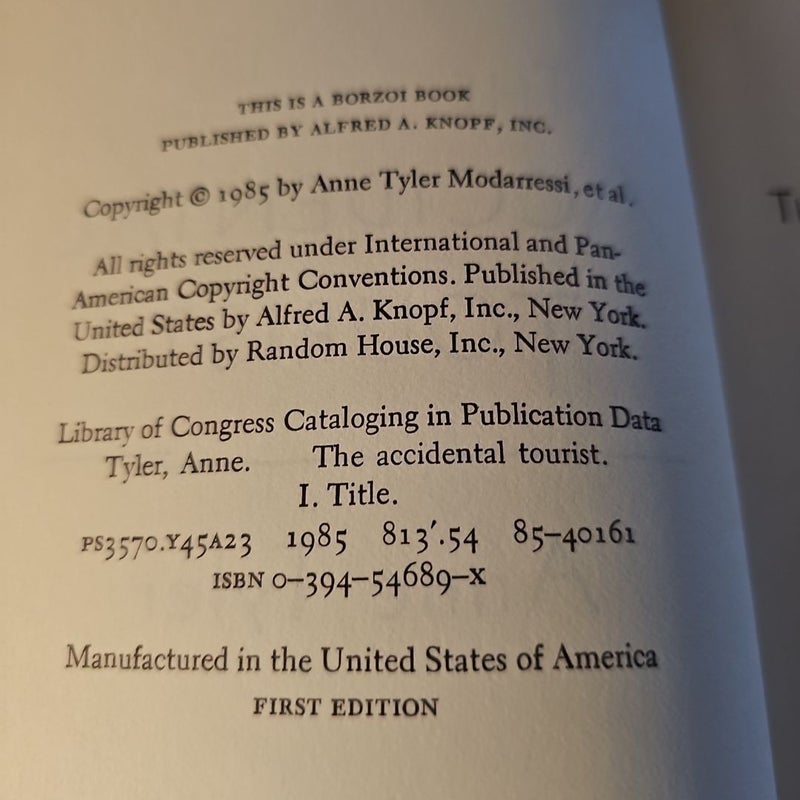 THIS IS A BORZOI BOOK
PUBLISHED BY ALFRED A. KNOPF, INC.
Copyright © 1985 by Anne Tyler Modarressi, et al.
All rights reserved under International and Pan-
American Copyright Conventions. Published in the
United States by Alfred A. Knopf, Inc., New York.
Distributed by Random House, Inc., New York.
Library of Congress Cataloging in Publication Data
Tyler, Anne. The accidental tourist.
I. Title.
PS3570.Y45A23 1985 813'.54 85-40161
ISBN 0-394-54689-X
Manufactured in the United States of America
FIRST EDITION